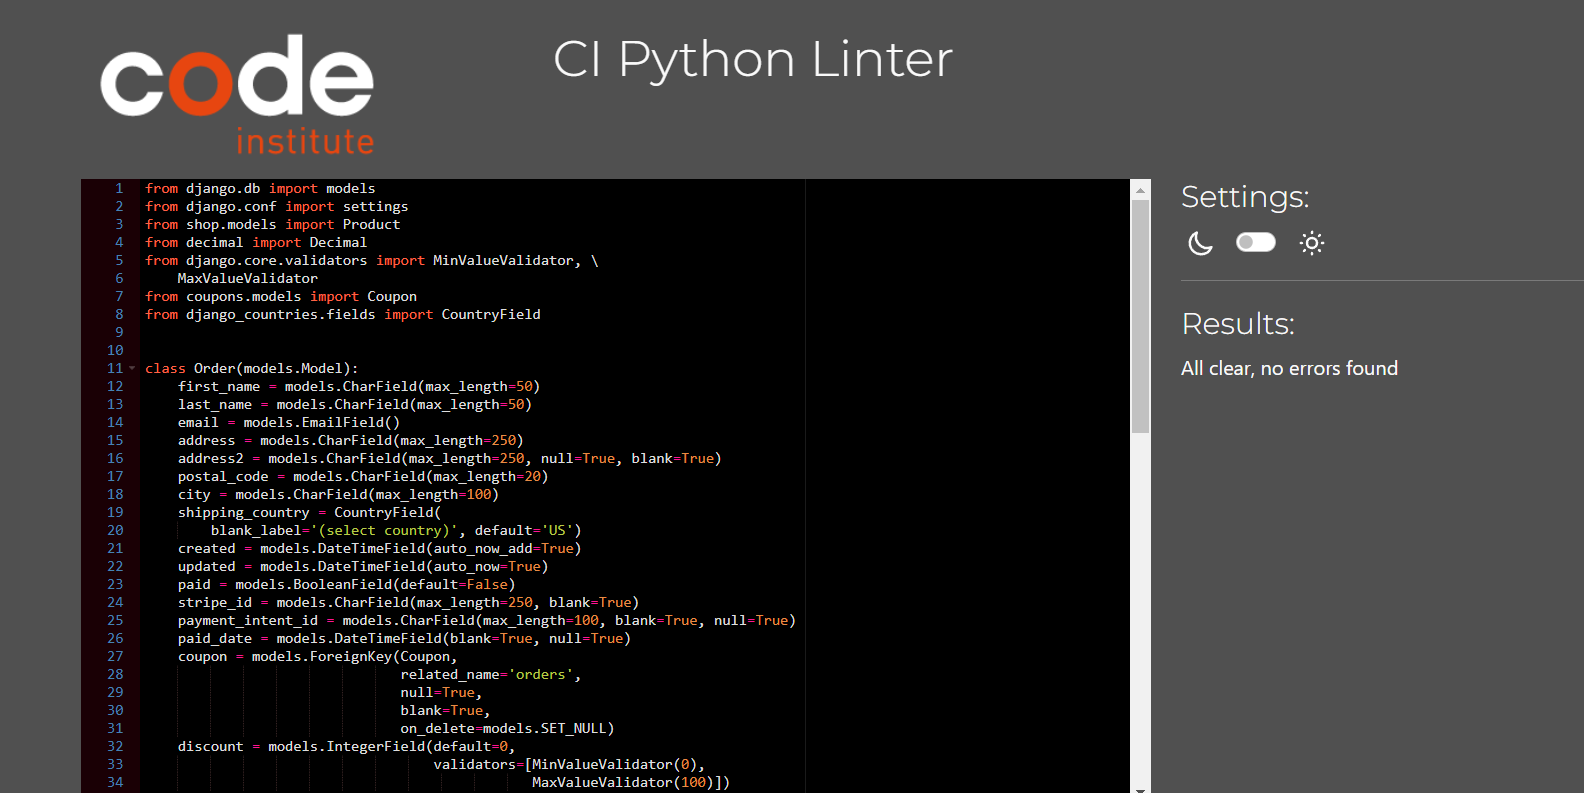 code
institute
CI Python Linter
1 from django.db import models
2 from django.conf import settings
3 from shop.models import Product
4 from decimal import Decimal
5 from django.core.validators import MinValueValidator, \
6     MaxValueValidator
7 from coupons.models import Coupon
8 from django_countries.fields import CountryField
9
10
11 class Order(models.Model):
12     first_name = models.CharField(max_length=50)
13     last_name = models.CharField(max_length=50)
14     email = models.EmailField()
15     address = models.CharField(max_length=250)
16     address2 = models.CharField(max_length=250, null=True, blank=True)
17     postal_code = models.CharField(max_length=20)
18     city = models.CharField(max_length=100)
19     shipping_country = CountryField(
20         blank_label='(select country)', default='US')
21     created = models.DateTimeField(auto_now_add=True)
22     updated = models.DateTimeField(auto_now=True)
23     paid = models.BooleanField(default=False)
24     stripe_id = models.CharField(max_length=250, blank=True)
25     payment_intent_id = models.CharField(max_length=100, blank=True, null=True)
26     paid_date = models.DateTimeField(blank=True, null=True)
27     coupon = models.ForeignKey(Coupon,
28                                related_name='orders',
29                                null=True,
30                                blank=True,
31                                on_delete=models.SET_NULL)
32     discount = models.IntegerField(default=0,
33                                    validators=[MinValueValidator(0),
34                                                MaxValueValidator(100)])
Settings:
Results:
All clear, no errors found